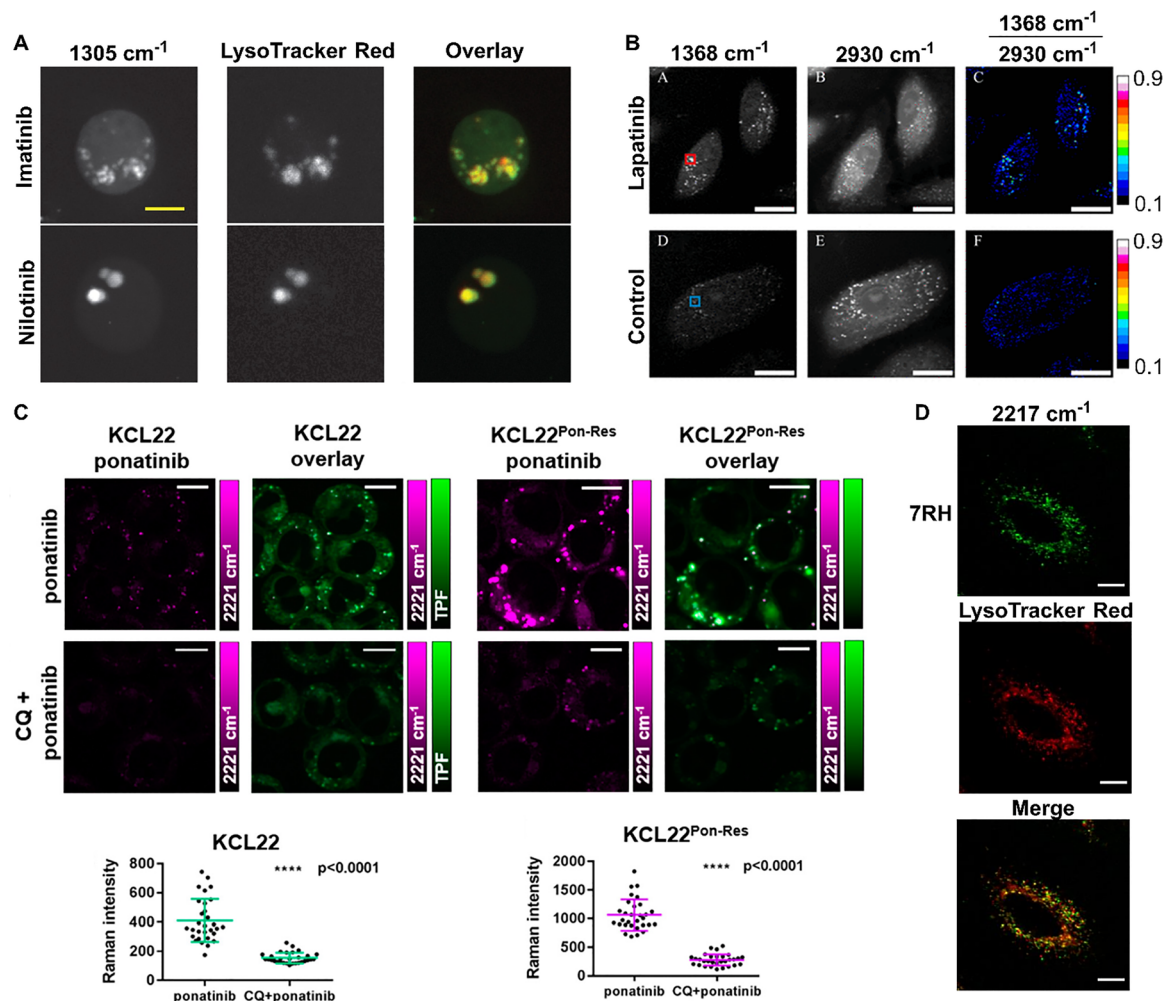 A
1305 cm-1
LysoTracker Red
Overlay
Imatinib
Nilotinib
B
1368 cm-1
2930 cm-1
1368 cm-1
2930 cm-1
Lapatinib
A
B
C
0.9
0.1
Control
D
E
F
0.9
0.1
C
KCL22
ponatinib
KCL22
overlay
KCL22Pon-Res
ponatinib
KCL22Pon-Res
overlay
ponatinib
2221 cm-1
2221 cm-1
TPF
2221 cm-1
2221 cm-1
CQ +
ponatinib
2221 cm-1
2221 cm-1
TPF
2221 cm-1
2221 cm-1
KCL22
Raman intensity
800
600
400
200
0
**** p<0.0001
ponatinib
CQ+ponatinib
KCL22Pon-Res
Raman intensity
2000
1500
1000
500
0
**** p<0.0001
ponatinib
CQ+ponatinib
D
2217 cm-1
7RH
LysoTracker Red
Merge